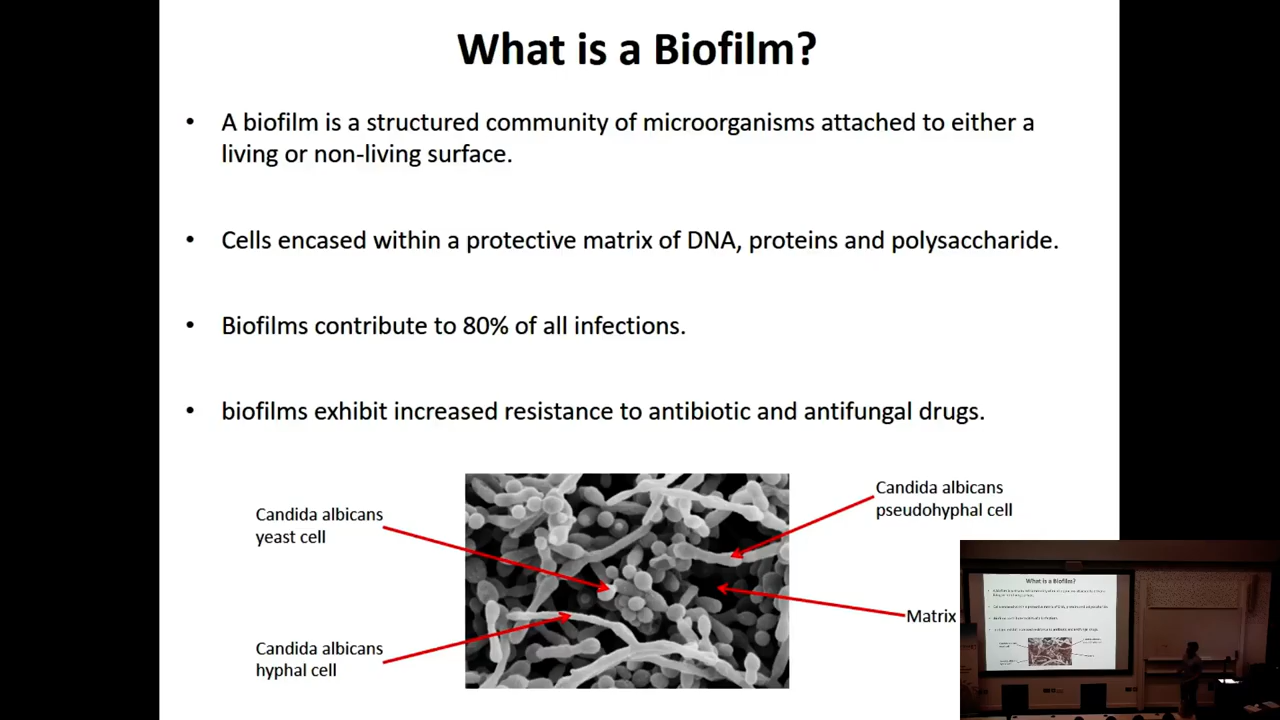 What is a Biofilm?
• A biofilm is a structured community of microorganisms attached to either a
living or non-living surface.
• Cells encased within a protective matrix of DNA, proteins and polysaccharide.
• Biofilms contribute to 80% of all infections.
• biofilms exhibit increased resistance to antibiotic and antifungal drugs.
Candida albicans
yeast cell
Candida albicans
hyphal cell
Candida albicans
pseudohyphal cell
Matrix
What is a Biofilm?